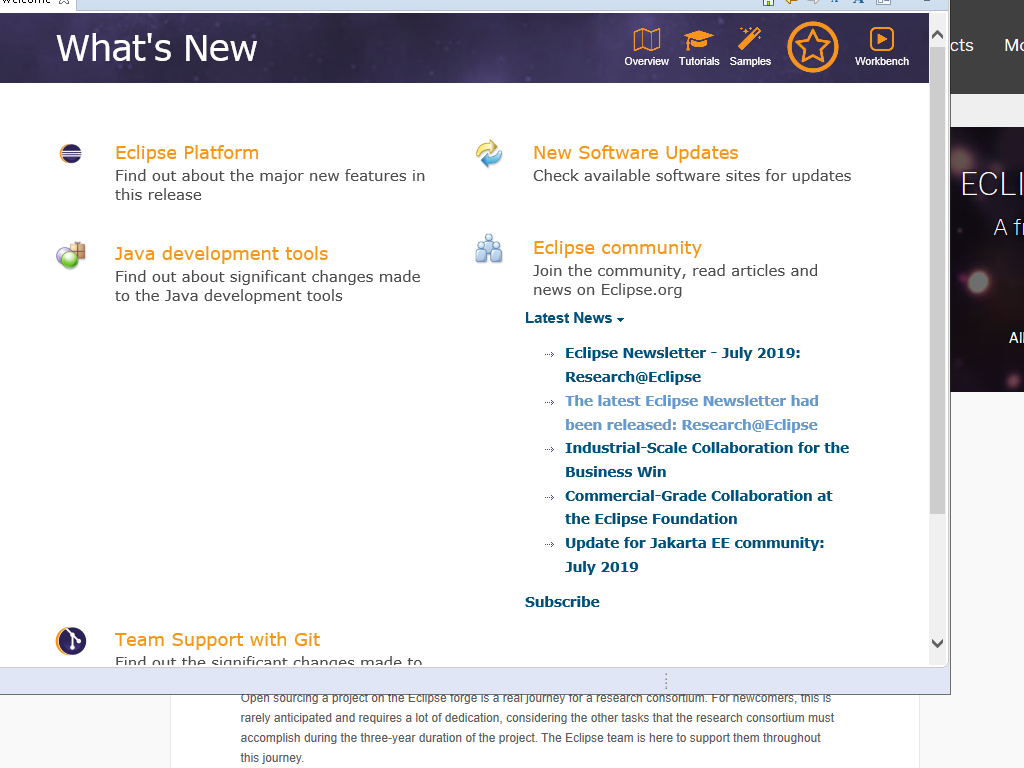 What's New
Overview
Tutorials
Samples
Workbench
Eclipse Platform
Find out about the major new features in
this release
New Software Updates
Check available software sites for updates
Java development tools
Find out about significant changes made
to the Java development tools
Eclipse community
Join the community, read articles and
news on Eclipse.org
Latest News
Eclipse Newsletter - July 2019:
Research@Eclipse
The latest Eclipse Newsletter had
been released: Research@Eclipse
Industrial-Scale Collaboration for the
Business Win
Commercial-Grade Collaboration at
the Eclipse Foundation
Update for Jakarta EE community:
July 2019
Subscribe
Team Support with Git
Find out the significant changes made to
cts
Mo
ECLI
A fr
All
Open sourcing a project on the Eclipse forge is a real journey for a research consortium. For newcomers, this is
rarely anticipated and requires a lot of dedication, considering the other tasks that the research consortium must
accomplish during the three-year duration of the project. The Eclipse team is here to support them throughout
this journey.